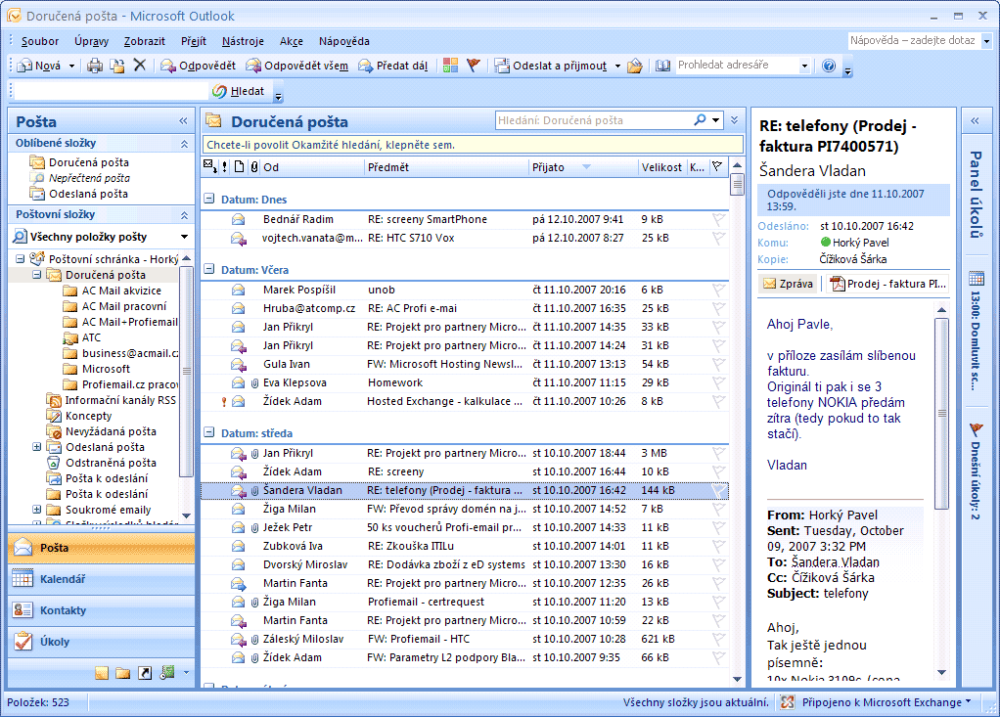 Doručená pošta - Microsoft Outlook
Soubor Úpravy Zobrazit Přejít Nástroje Akce Nápověda
Nápověda – zadejte dotaz
Nová Odpovědět Odpovědět všem Předat dál Odeslat a přijmout Prohledat adresáře
Hledat
Pošta
Oblíbené složky
Doručená pošta
Nepřečtená pošta
Odeslaná pošta
Poštovní složky
Všechny položky pošty
Poštovní schránka - Horký
Doručená pošta
AC Mail akvizice
AC Mail pracovní
AC Mail+Profiemail
ATC
business@acmail.cz
Microsoft
Profiemail.cz pracov
Informační kanály RSS
Koncepty
Nevyžádaná pošta
Odeslaná pošta
Odstraněná pošta
Pošta k odeslání
Pošta k odeslání
Soukromé emaily
Pošta
Kalendář
Kontakty
Úkoly
Doručená pošta
Hledání: Doručená pošta
Chcete-li povolit Okamžité hledání, klepněte sem.
Od Předmět Přijato Velikost K...
Datum: Dnes
Bednář Radim RE: screeny SmartPhone pá 12.10.2007 9:41 9 kB
vojtech.vanata@m... RE: HTC S710 Vox pá 12.10.2007 8:27 25 kB
Datum: Včera
Marek Pospíšil unob čt 11.10.2007 20:16 6 kB
Hruba@atcomp.cz RE: AC Profi e-mai čt 11.10.2007 16:35 25 kB
Jan Přikryl RE: Projekt pro partnery Micro... čt 11.10.2007 14:35 33 kB
Jan Přikryl RE: Projekt pro partnery Micro... čt 11.10.2007 14:24 31 kB
Gula Ivan FW: Microsoft Hosting Newsl... čt 11.10.2007 13:13 54 kB
Eva Klepsova Homework čt 11.10.2007 11:15 29 kB
Žídek Adam Hosted Exchange - kalkulace ... čt 11.10.2007 10:26 8 kB
Datum: středa
Jan Přikryl RE: Projekt pro partnery Micro... st 10.10.2007 18:44 3 MB
Žídek Adam RE: screeny st 10.10.2007 16:44 10 kB
Šandera Vladan RE: telefony (Prodej - faktura ... st 10.10.2007 16:42 144 kB
Žiga Milan FW: Převod správy domén na j... st 10.10.2007 14:52 7 kB
Ježek Petr 50 ks voucherů Profi-email pr... st 10.10.2007 14:33 11 kB
Zubková Iva RE: Zkouška ITILu st 10.10.2007 14:01 11 kB
Dvorský Miroslav RE: Dodávka zboží z eD systems st 10.10.2007 13:30 16 kB
Martin Fanta RE: Projekt pro partnery Micro... st 10.10.2007 12:35 26 kB
Žiga Milan Profiemail - certrequest st 10.10.2007 11:20 13 kB
Martin Fanta RE: Projekt pro partnery Micro... st 10.10.2007 10:59 22 kB
Záleský Miloslav FW: Profiemail - HTC st 10.10.2007 10:28 621 kB
Žídek Adam FW: Parametry L2 podpory Bla... st 10.10.2007 9:35 66 kB
RE: telefony (Prodej -
faktura PI7400571)
Šandera Vladan
Odpověděli jste dne 11.10.2007
13:59.
Odesláno: st 10.10.2007 16:42
Komu: Horký Pavel
Kopie: Čížiková Šárka
Zpráva Prodej - faktura PI...
Ahoj Pavle,
v příloze zasílám slíbenou
fakturu.
Originál ti pak i se 3
telefony NOKIA předám
zítra (tedy pokud to tak
stačí).
Vladan
From: Horký Pavel
Sent: Tuesday, October
09, 2007 3:32 PM
To: Šandera Vladan
Cc: Čížiková Šárka
Subject: telefony
Ahoj,
Tak ještě jednou
písemně:
10x Nokia 3109c (cena
Panel úkolů
13:00: Domluvit sc...
Dnešní úkoly: 2
Položek: 523
Všechny složky jsou aktuální.
Připojeno k Microsoft Exchange